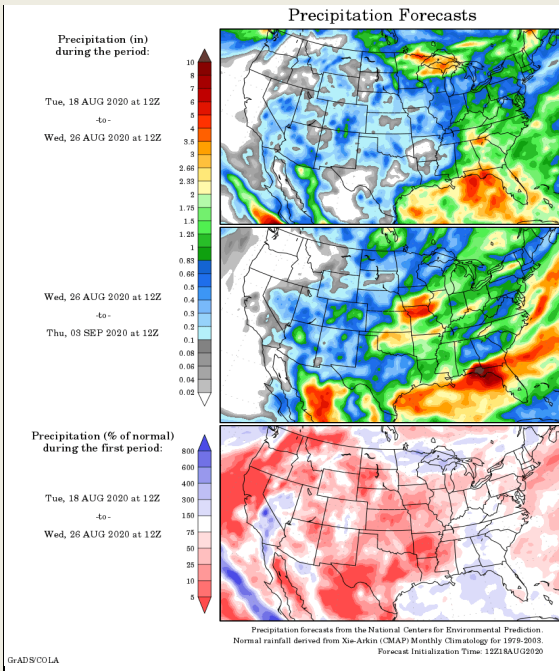 Precipitation Forecasts
Precipitation (in)
during the period:
Tue, 18 AUG 2020 at 12Z
-to-
Wed, 26 AUG 2020 at 12Z
10
8
7
6
5
4
3.5
3
2.66
2.33
2
1.75
1.5
1.25
1
0.83
0.66
0.5
0.4
0.3
0.2
0.1
0.08
0.06
0.04
0.02
Wed, 26 AUG 2020 at 12Z
-to-
Thu, 03 SEP 2020 at 12Z
Precipitation (% of normal)
during the first period:
Tue, 18 AUG 2020 at 12Z
-to-
Wed, 26 AUG 2020 at 12Z
800
600
400
300
150
75
50
25
10
5
Precipitation forecasts from the National Centers for Environmental Prediction.
Normal rainfall derived from Xie-Arkin (CMAP) Monthly Climatology for 1979-2003.
Forecast Initialization Time: 12Z18AUG2020
GrADS/COLA